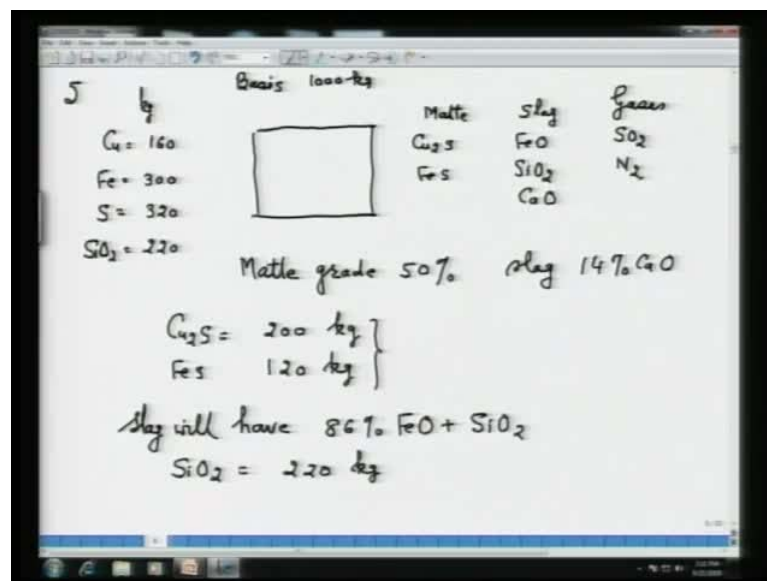 5 kg Basis 1000 kg
Matte Slag Gases
Cu = 160 Cu2S FeO SO2
Fe = 300 FeS SiO2 N2
S = 320 CaO
SiO2 = 220
Matte grade 50% slag 14% CaO
Cu2S = 200 kg
FeS 120 kg
slag will have 86% FeO + SiO2
SiO2 = 220 kg